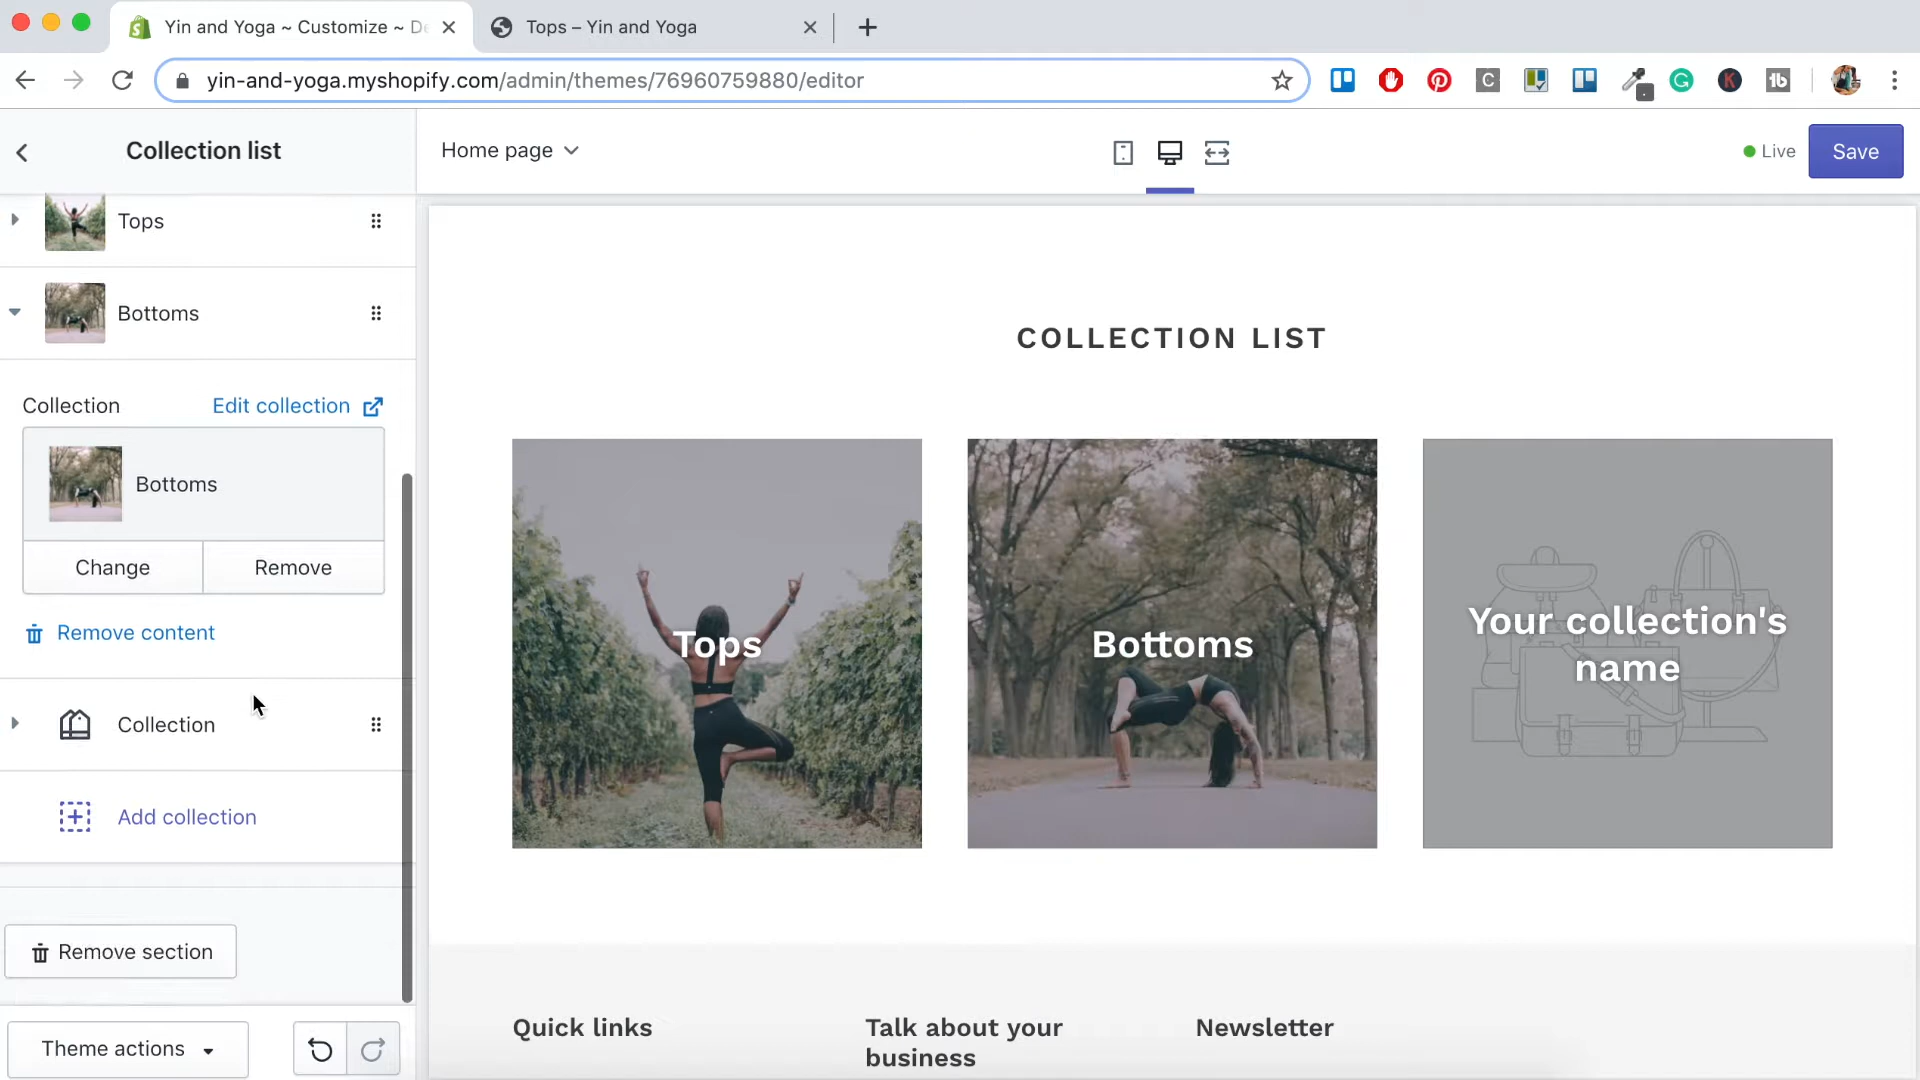 Yin and Yoga ~ Customize ~ De
Tops – Yin and Yoga
yin-and-yoga.myshopify.com/admin/themes/76960759880/editor
Collection list
Home page
Live
Save
Tops
Bottoms
Collection
Edit collection
Bottoms
Change
Remove
Remove content
Collection
Add collection
Remove section
Theme actions
COLLECTION LIST
Tops
Bottoms
Your collection's
name
Quick links
Talk about your
business
Newsletter